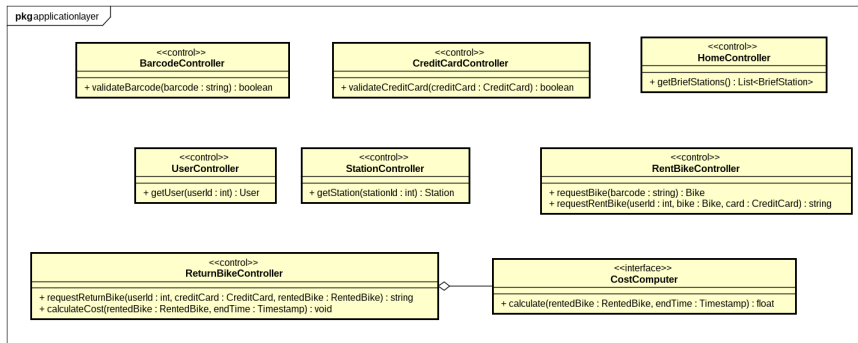 pkg applicationlayer
<<control>>
BarcodeController
+ validateBarcode(barcode : string) : boolean
<<control>>
CreditCardController
+ validateCreditCard(creditCard : CreditCard) : boolean
<<control>>
HomeController
+ getBriefStations() : List<BriefStation>
<<control>>
UserController
+ getUser(userId : int) : User
<<control>>
StationController
+ getStation(stationId : int) : Station
<<control>>
RentBikeController
+ requestBike(barcode : string) : Bike
+ requestRentBike(userId : int, bike : Bike, card : CreditCard) : string
<<control>>
ReturnBikeController
+ requestReturnBike(userId : int, creditCard : CreditCard, rentedBike : RentedBike) : string
+ calculateCost(rentedBike : RentedBike, endTime : Timestamp) : void
<<interface>>
CostComputer
+ calculate(rentedBike : RentedBike, endTime : Timestamp) : float